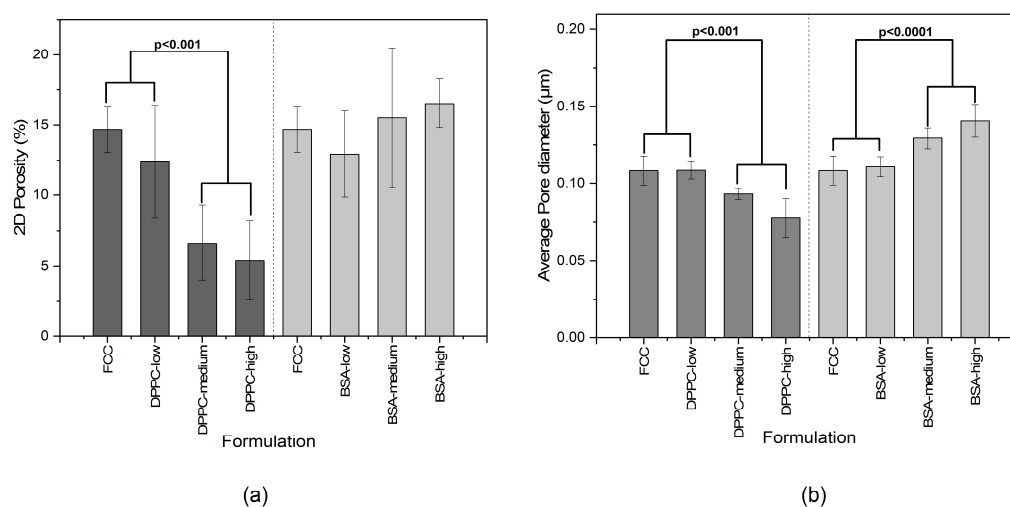 p<0.001
20
15
10
5
0
2D Porosity (%)
FCC
DPPC-low
DPPC-medium
DPPC-high
FCC
BSA-low
BSA-medium
BSA-high
Formulation
(a)
p<0.001
p<0.0001
0.20
0.15
0.10
0.05
0.00
Average Pore diameter (µm)
FCC
DPPC-low
DPPC-medium
DPPC-high
FCC
BSA-low
BSA-medium
BSA-high
Formulation
(b)